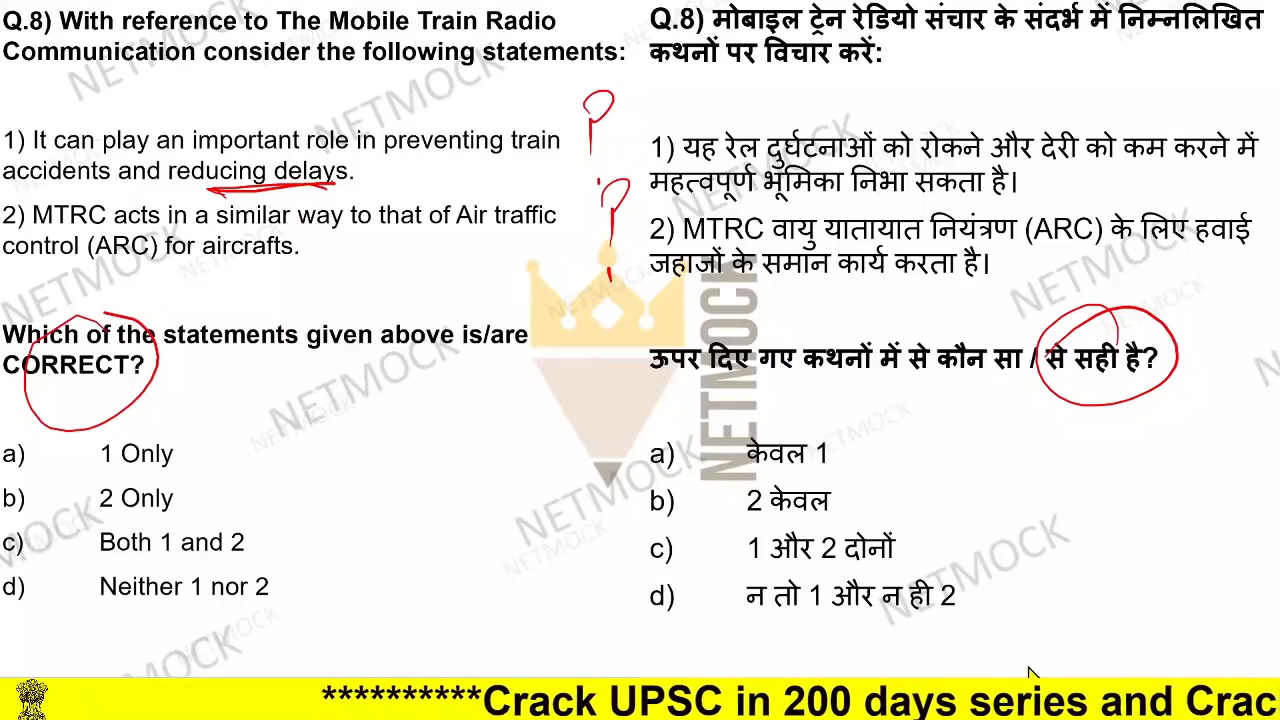 Q.8) With reference to The Mobile Train Radio
Communication consider the following statements:
1) It can play an important role in preventing train
accidents and reducing delays.
2) MTRC acts in a similar way to that of Air traffic
control (ARC) for aircrafts.
Which of the statements given above is/are
CORRECT?
a) 1 Only
b) 2 Only
c) Both 1 and 2
d) Neither 1 nor 2
Q.8) मोबाइल ट्रेन रेडियो संचार के संदर्भ में निम्नलिखित
कथनों पर विचार करें:
1) यह रेल दुर्घटनाओं को रोकने और देरी को कम करने में
महत्वपूर्ण भूमिका निभा सकता है।
2) MTRC वायु यातायात नियंत्रण (ARC) के लिए हवाई
जहाजों के समान कार्य करता है।
ऊपर दिए गए कथनों में से कौन सा / से सही है?
a) केवल 1
b) 2 केवल
c) 1 और 2 दोनों
d) न तो 1 और न ही 2
NETMOCK
**********Crack UPSC in 200 days series and Crac